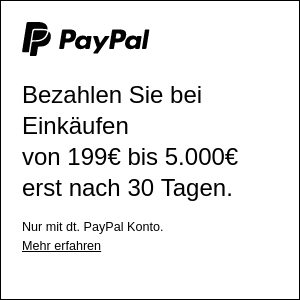 PayPal
Bezahlen Sie bei
Einkäufen
von 199€ bis 5.000€
erst nach 30 Tagen.
Nur mit dt. PayPal Konto.
Mehr erfahren